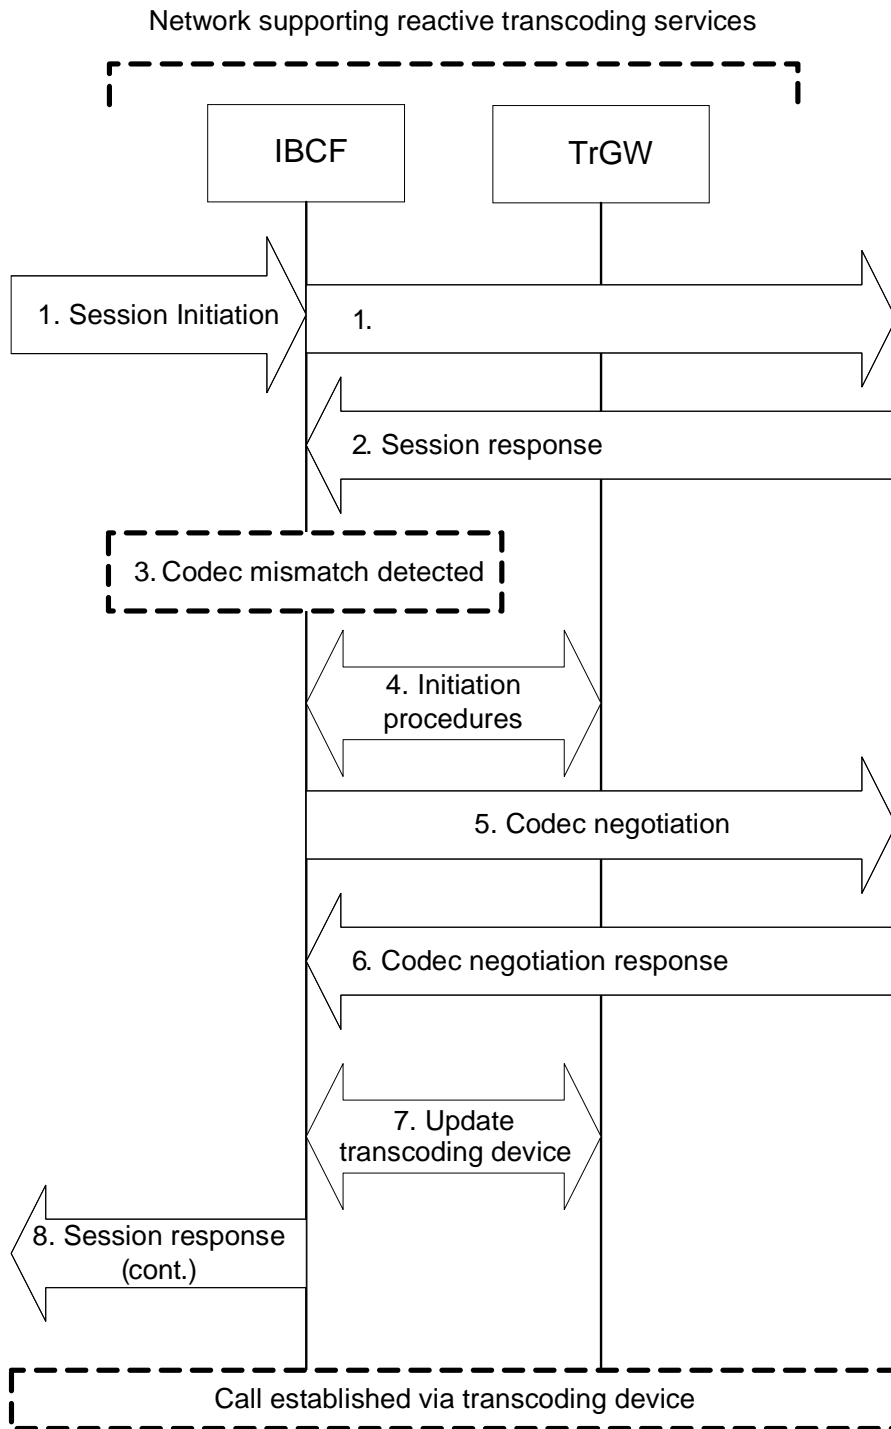 Network supporting reactive transcoding services
IBCF
TrGW
1. Session Initiation
1.
2. Session response
3. Codec mismatch detected
4. Initiation
procedures
5. Codec negotiation
6. Codec negotiation response
7. Update
transcoding device
8. Session response
(cont.)
Call established via transcoding device